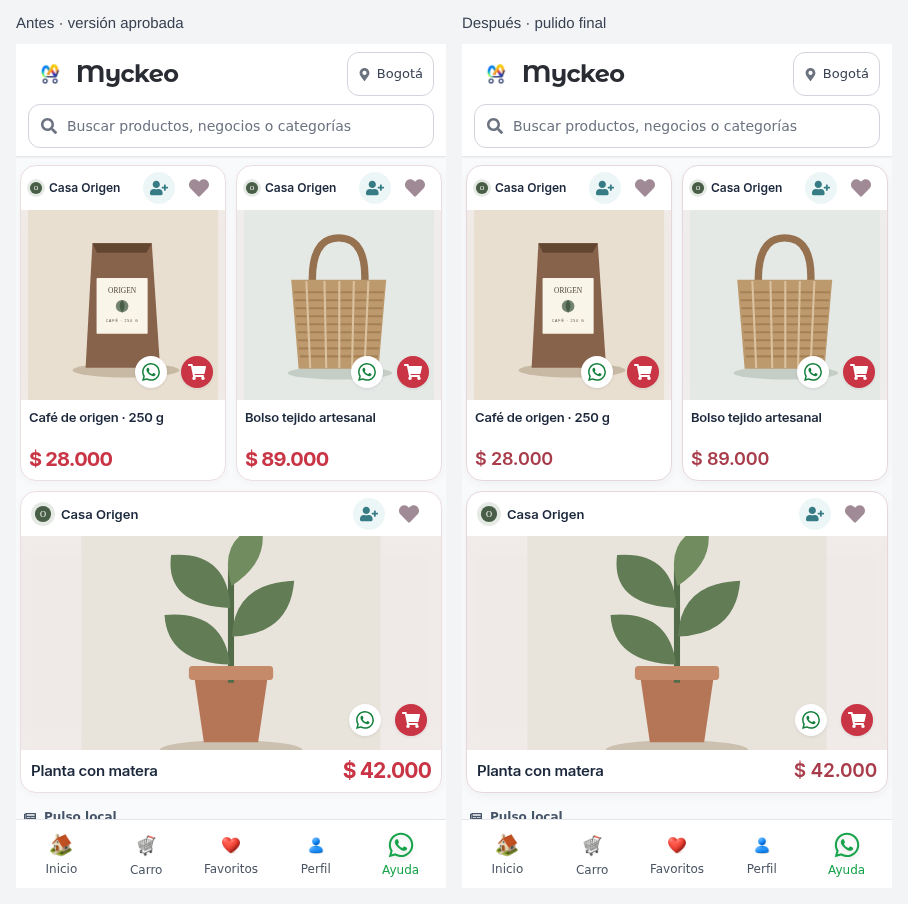 Antes · versión aprobada
Myckeo
Bogotá
Buscar productos, negocios o categorías
O Casa Origen
O Casa Origen
ORIGEN
CAFÉ · 250 G
Café de origen · 250 g
Bolso tejido artesanal
$ 28.000
$ 89.000
O Casa Origen
Planta con matera
$ 42.000
Pulso local
Inicio
Carro
Favoritos
Perfil
Ayuda
Después · pulido final
Myckeo
Bogotá
Buscar productos, negocios o categorías
O Casa Origen
O Casa Origen
ORIGEN
CAFÉ · 250 G
Café de origen · 250 g
Bolso tejido artesanal
$ 28.000
$ 89.000
O Casa Origen
Planta con matera
$ 42.000
Pulso local
Inicio
Carro
Favoritos
Perfil
Ayuda